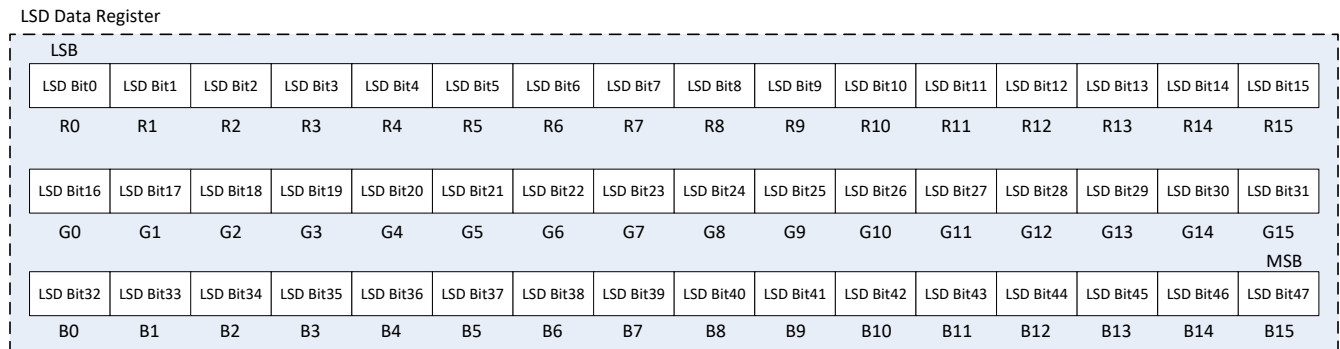 LSD Data Register
LSB
LSD Bit0 LSD Bit1 LSD Bit2 LSD Bit3 LSD Bit4 LSD Bit5 LSD Bit6 LSD Bit7 LSD Bit8 LSD Bit9 LSD Bit10 LSD Bit11 LSD Bit12 LSD Bit13 LSD Bit14 LSD Bit15
R0 R1 R2 R3 R4 R5 R6 R7 R8 R9 R10 R11 R12 R13 R14 R15
LSD Bit16 LSD Bit17 LSD Bit18 LSD Bit19 LSD Bit20 LSD Bit21 LSD Bit22 LSD Bit23 LSD Bit24 LSD Bit25 LSD Bit26 LSD Bit27 LSD Bit28 LSD Bit29 LSD Bit30 LSD Bit31
G0 G1 G2 G3 G4 G5 G6 G7 G8 G9 G10 G11 G12 G13 G14 G15
MSB
LSD Bit32 LSD Bit33 LSD Bit34 LSD Bit35 LSD Bit36 LSD Bit37 LSD Bit38 LSD Bit39 LSD Bit40 LSD Bit41 LSD Bit42 LSD Bit43 LSD Bit44 LSD Bit45 LSD Bit46 LSD Bit47
B0 B1 B2 B3 B4 B5 B6 B7 B8 B9 B10 B11 B12 B13 B14 B15